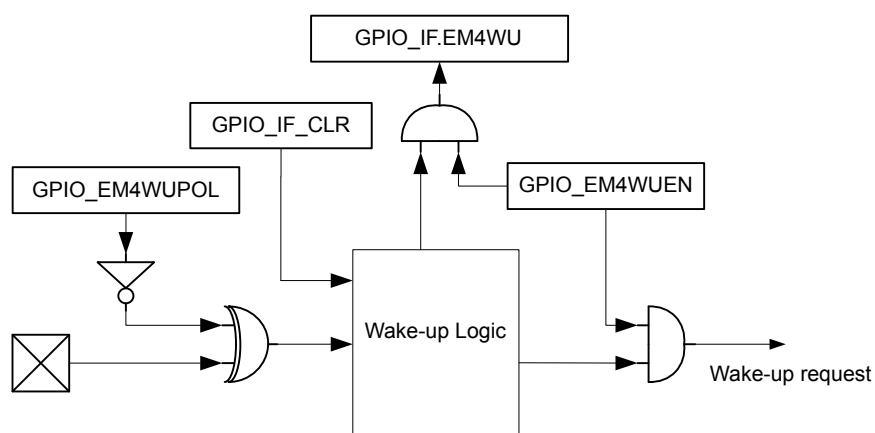 GPIO_IF.EM4WU
GPIO_IF_CLR
GPIO_EM4WUPOL
GPIO_EM4WUEN
Wake-up Logic
Wake-up request